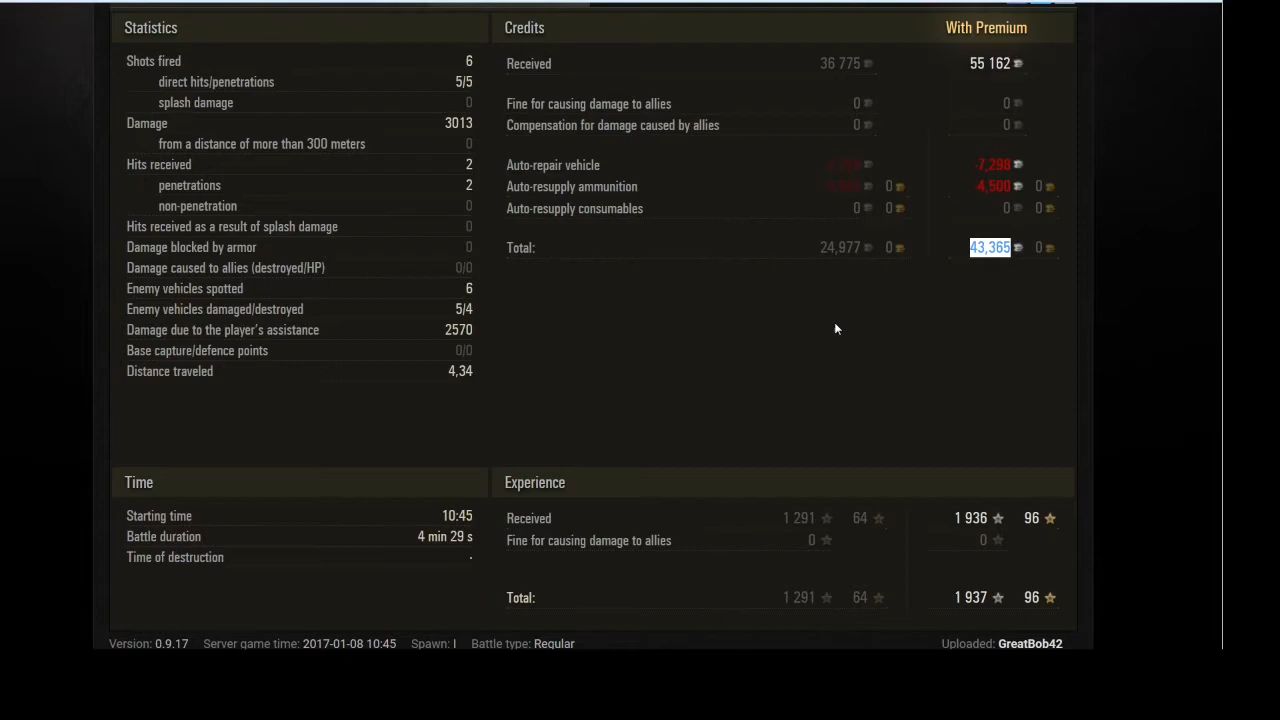 Statistics
Shots fired 6
direct hits/penetrations 5/5
splash damage 0
Damage 3013
from a distance of more than 300 meters 0
Hits received 2
penetrations 2
non-penetration 0
Hits received as a result of splash damage 0
Damage blocked by armor 0
Damage caused to allies (destroyed/HP) 0/0
Enemy vehicles spotted 6
Enemy vehicles damaged/destroyed 5/4
Damage due to the player's assistance 2570
Base capture/defence points 0/0
Distance traveled 4,34
Credits With Premium
Received 36 775 55 162
Fine for causing damage to allies 0 0
Compensation for damage caused by allies 0 0
Auto-repair vehicle -7,298
Auto-resupply ammunition 0 -4,500 0
Auto-resupply consumables 0 0 0 0
Total: 24,977 0 43,365 0
Time
Starting time 10:45
Battle duration 4 min 29 s
Time of destruction -
Experience
Received 1 291 64 1 936 96
Fine for causing damage to allies 0 0
Total: 1 291 64 1 937 96
Version: 0.9.17 Server game time: 2017-01-08 10:45 Spawn: I Battle type: Regular Uploaded: GreatBob42